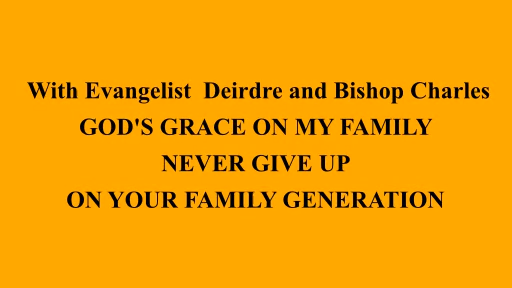 With Evangelist  Deirdre and Bishop Charles
GOD'S GRACE ON MY FAMILY
NEVER GIVE UP
ON YOUR FAMILY GENERATION